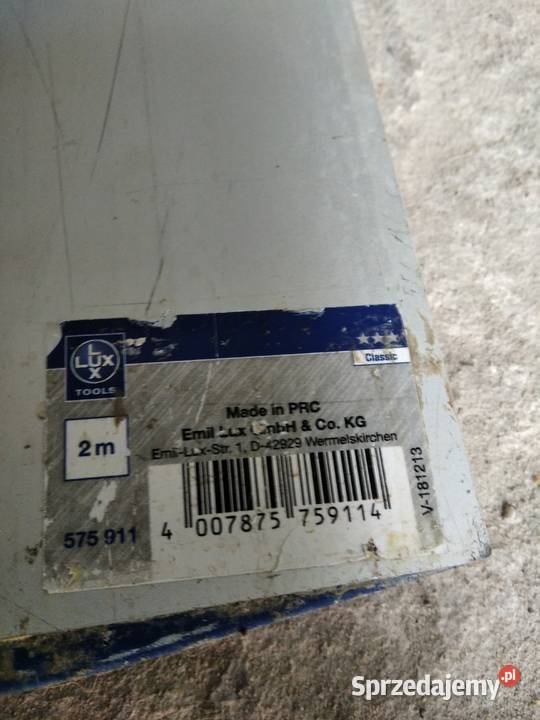 LUX
LUX
TOOLS
Classic
2 m
Made in PRC
Emil Lux GmbH & Co. KG
Emil-Lux-Str. 1, D-42929 Wermelskirchen
575 911
4 007875 759114
V-181213
Sprzedajemy.pl